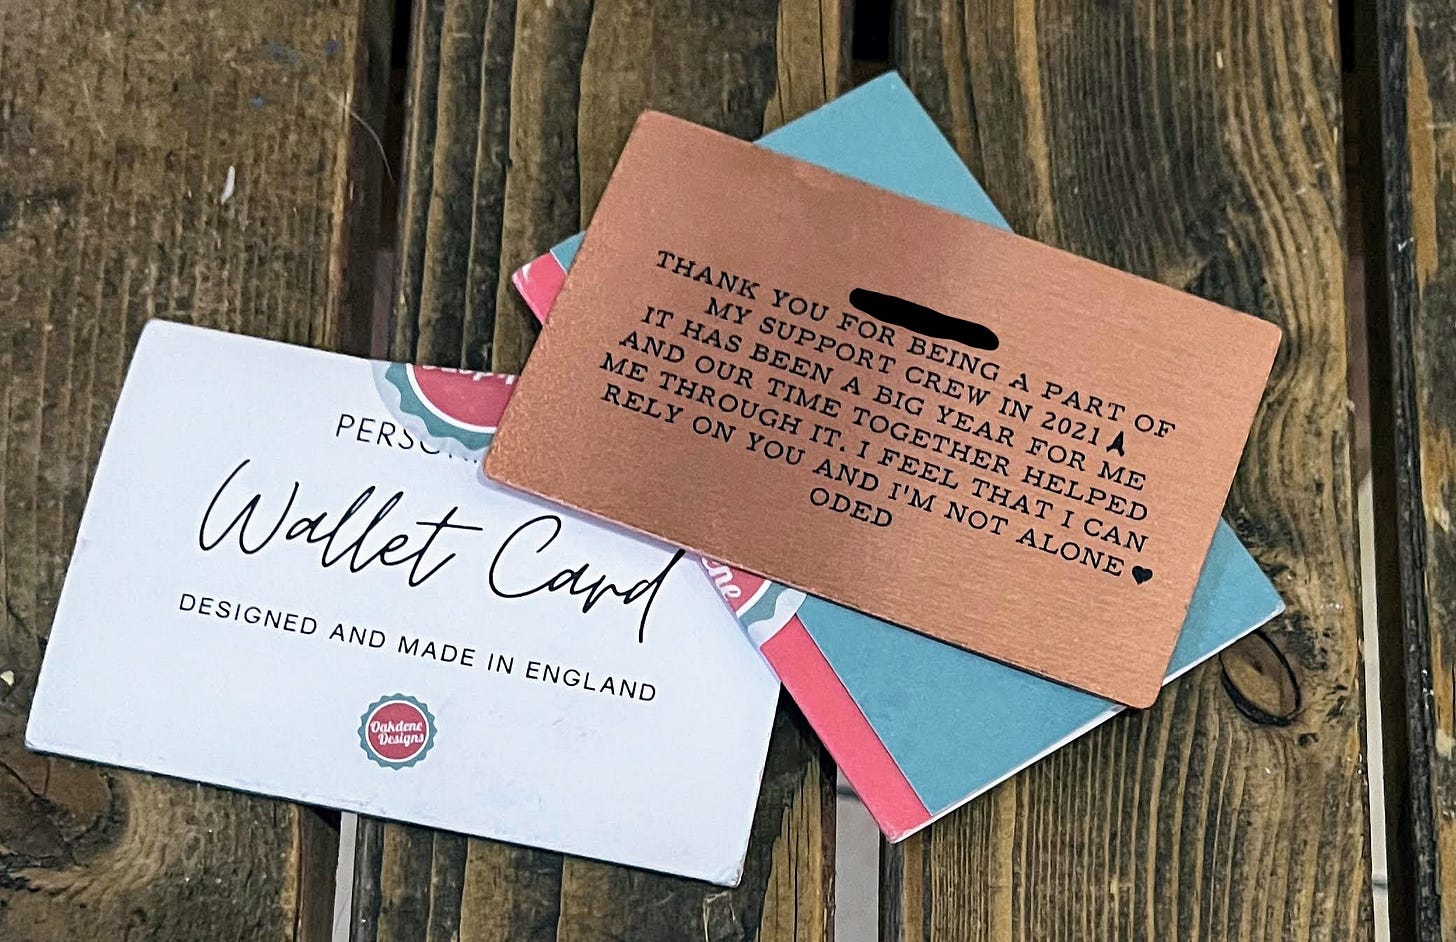 THANK YOU FOR BEING A PART OF
MY SUPPORT CREW IN 2021
IT HAS BEEN A BIG YEAR FOR ME
AND OUR TIME TOGETHER HELPED
ME THROUGH IT. I FEEL THAT I CAN
RELY ON YOU AND I'M NOT ALONE ♥
ODED
Wallet Card
DESIGNED AND MADE IN ENGLAND
Oakdene
Designs